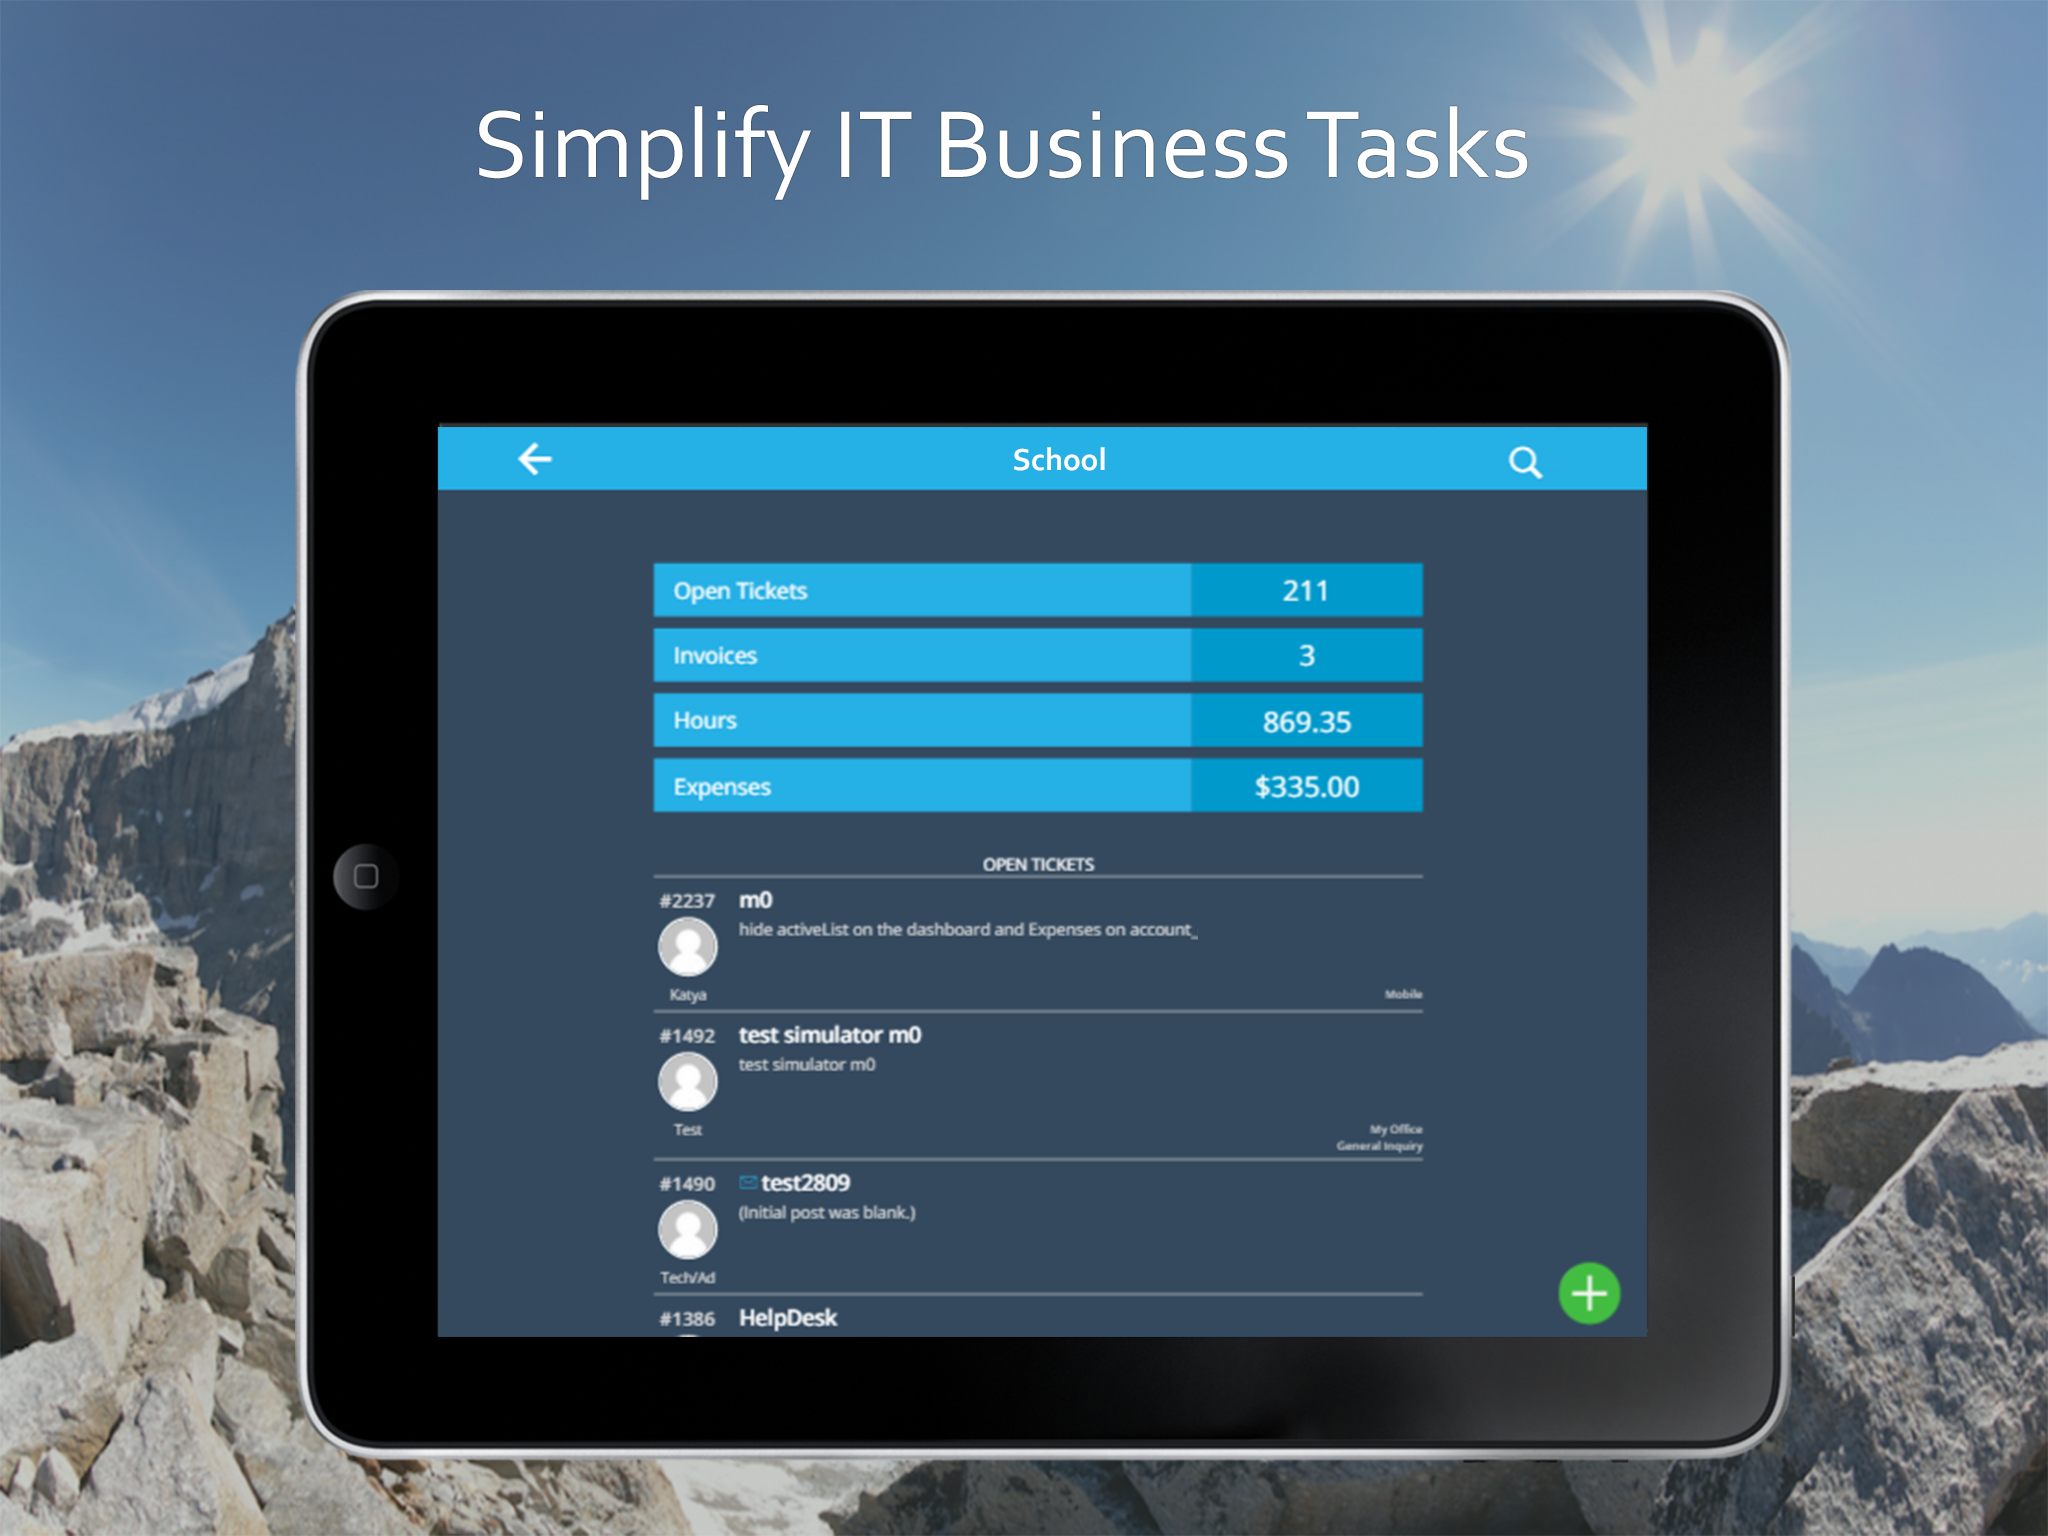 Simplify IT Business Tasks
School
Open Tickets 211
Invoices 3
Hours 869.35
Expenses $335.00
OPEN TICKETS
#2237 m0
hide activeList on the dashboard and Expenses on account...
Katya Mobile
#1492 test simulator m0
test simulator m0
Test My Office
General Inquiry
#1490 test2809
(Initial post was blank.)
Tech/Ad
#1386 HelpDesk